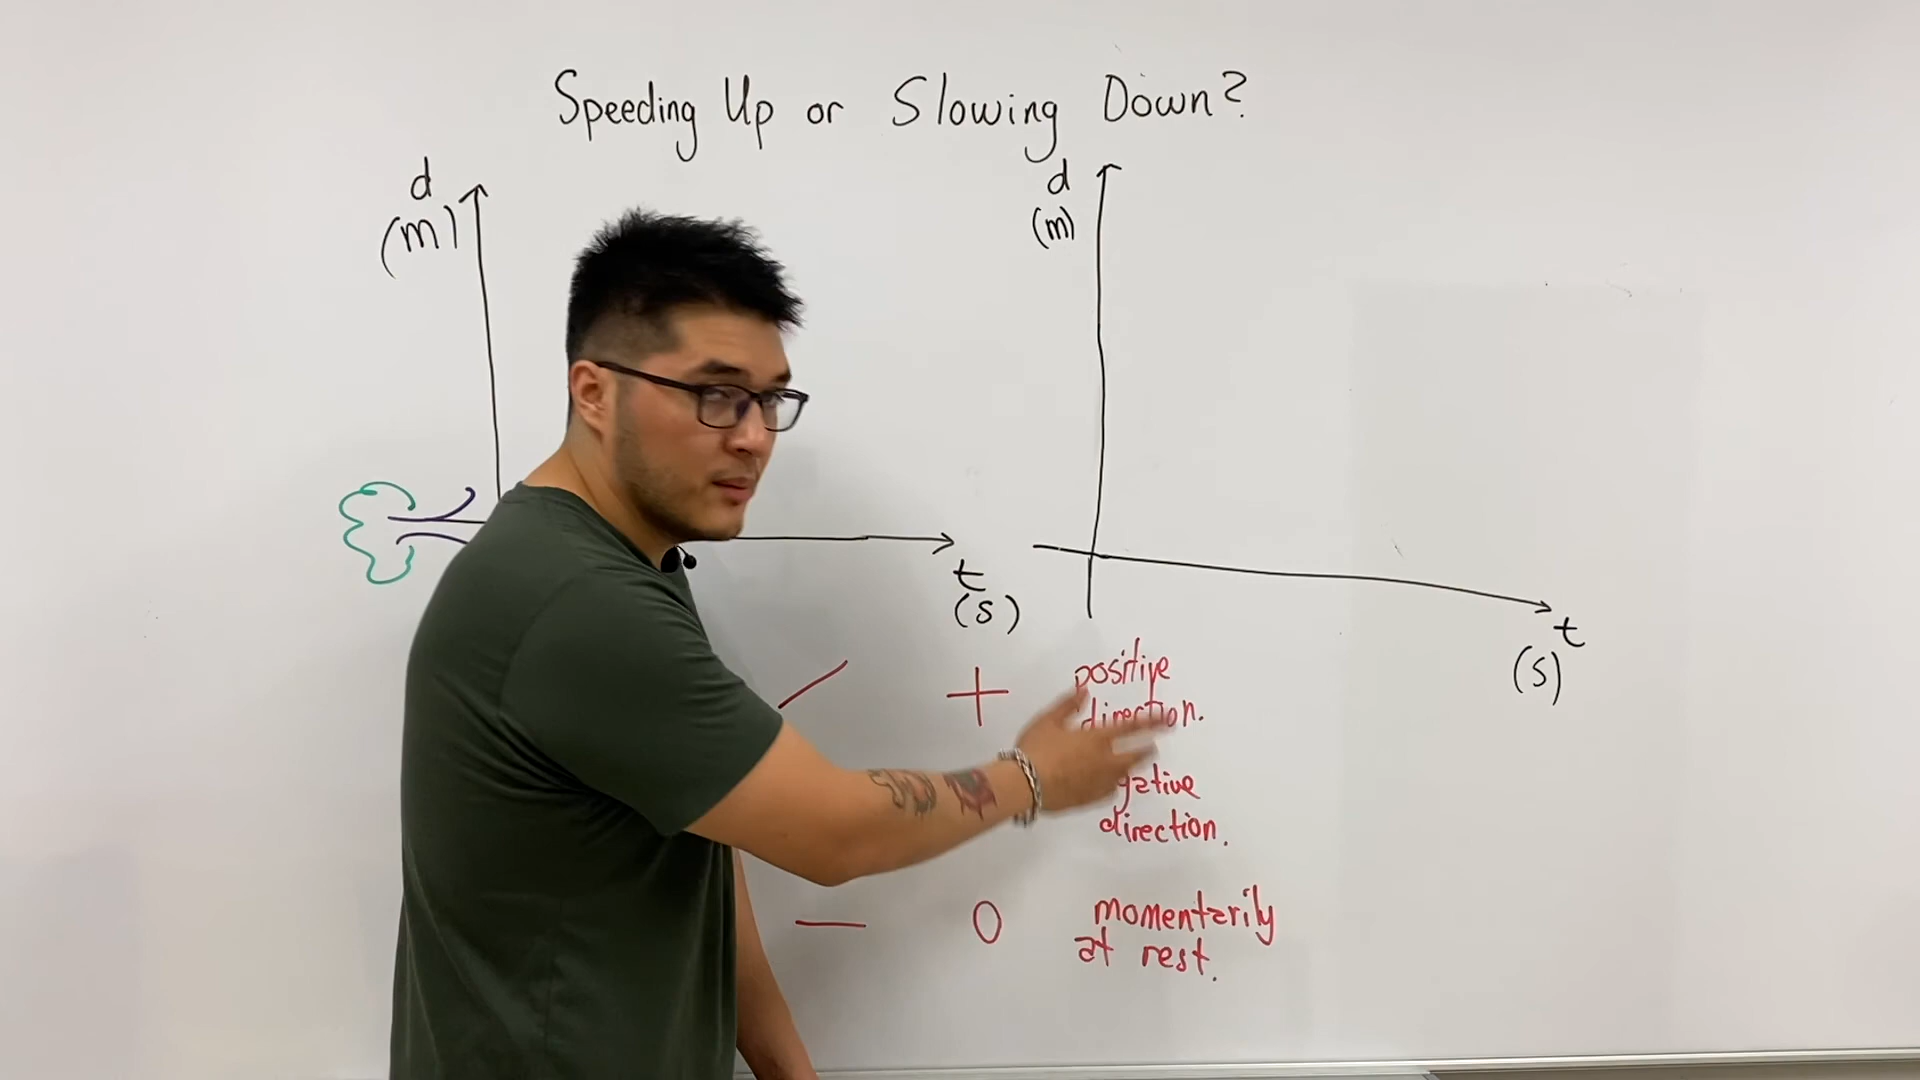 Speeding Up or Slowing Down?
d
(m)
d
(m)
t
(s)
t
(s)
+ positive
direction.
gative
direction.
— 0 momentarily
at rest.